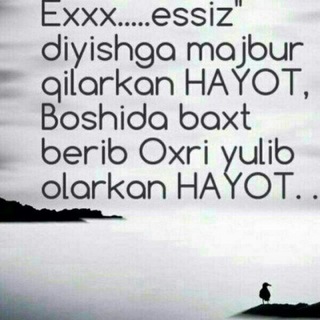 Exxx.....essiz"
diyishga majbur
qilarkan HAYOT,
Boshida baxt
berib Oxri yulib
olarkan HAYOT. .